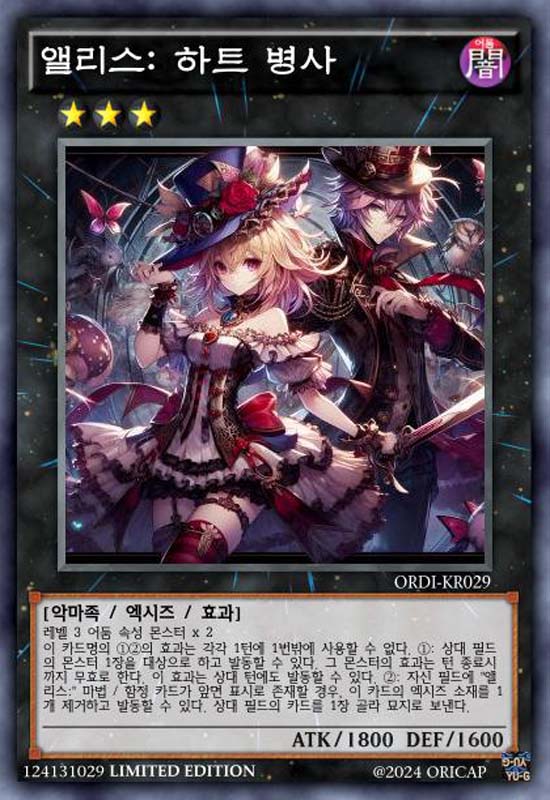 앨리스: 하트 병사
어둠
闇
ORDI-KR029
[악마족 / 엑시즈 / 효과]
레벨 3 어둠 속성 몬스터 x 2
이 카드명의 ①②의 효과는 각각 1턴에 1번밖에 사용할 수 없다. ①: 상대 필드
의 몬스터 1장을 대상으로 하고 발동할 수 있다. 그 몬스터의 효과는 턴 종료시
까지 무효로 한다. 이 효과는 상대 턴에도 발동할 수 있다. ②: 자신 필드에 "앨
리스:" 마법 / 함정 카드가 앞면 표시로 존재할 경우, 이 카드의 엑시즈 소재를 1
개 제거하고 발동할 수 있다. 상대 필드의 카드를 1장 골라 묘지로 보낸다.
ATK/1800 DEF/1600
124131029 LIMITED EDITION
@2024 ORICAP
YU-G